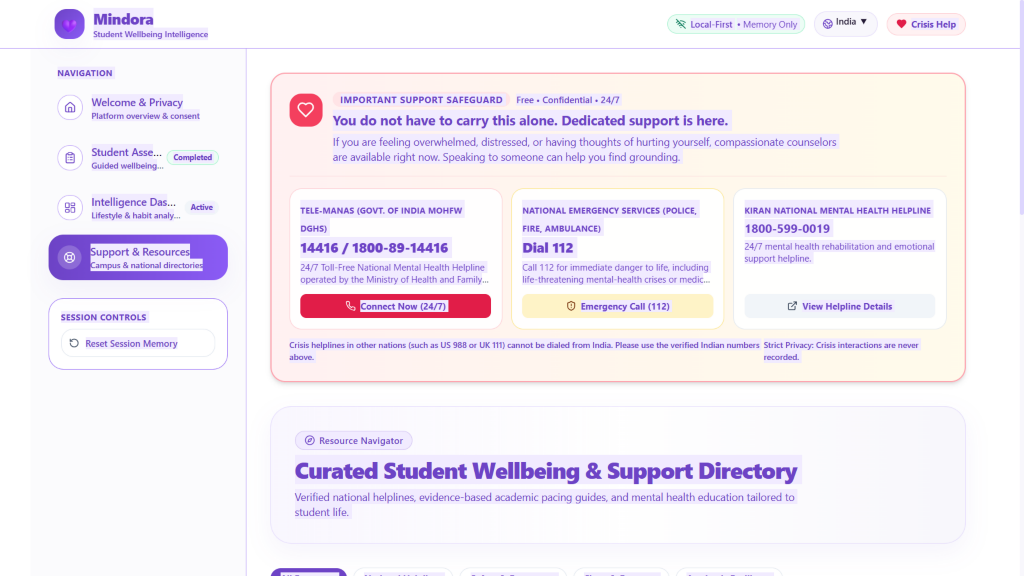 Mindora
Student Wellbeing Intelligence
Local-First • Memory Only
India ▼
Crisis Help
NAVIGATION
Welcome & Privacy
Platform overview & consent
Student Asse...
Guided wellbeing...
Completed
Intelligence Das...
Lifestyle & habit analy...
Active
Support & Resources
Campus & national directories
SESSION CONTROLS
Reset Session Memory
IMPORTANT SUPPORT SAFEGUARD
Free • Confidential • 24/7
You do not have to carry this alone. Dedicated support is here.
If you are feeling overwhelmed, distressed, or having thoughts of hurting yourself, compassionate counselors
are available right now. Speaking to someone can help you find grounding.
TELE-MANAS (GOVT. OF INDIA MOHFW
DGHS)
14416 / 1800-89-14416
24/7 Toll-Free National Mental Health Helpline
operated by the Ministry of Health and Family...
Connect Now (24/7)
NATIONAL EMERGENCY SERVICES (POLICE,
FIRE, AMBULANCE)
Dial 112
Call 112 for immediate danger to life, including
life-threatening mental-health crises or medic...
Emergency Call (112)
KIRAN NATIONAL MENTAL HEALTH HELPLINE
1800-599-0019
24/7 mental health rehabilitation and emotional
support helpline.
View Helpline Details
Crisis helplines in other nations (such as US 988 or UK 111) cannot be dialed from India. Please use the verified Indian numbers
above.
Strict Privacy: Crisis interactions are never
recorded.
Resource Navigator
Curated Student Wellbeing & Support Directory
Verified national helplines, evidence-based academic pacing guides, and mental health education tailored to
student life.